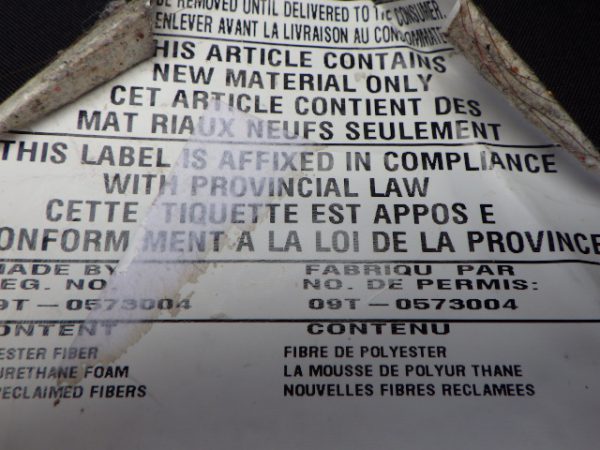 BE REMOVED UNTIL DELIVERED TO THE CONSUMER.
ENLEVER AVANT LA LIVRAISON AU CONSOMMATE
THIS ARTICLE CONTAINS
NEW MATERIAL ONLY
CET ARTICLE CONTIENT DES
MAT RIAUX NEUFS SEULEMENT
THIS LABEL IS AFFIXED IN COMPLIANCE
WITH PROVINCIAL LAW
CETTE TIQUETTE EST APPOS E
CONFORM MENT A LA LOI DE LA PROVINCE
MADE BY FABRIQU PAR
REG. NO. NO. DE PERMIS:
09T-0573004 09T-0573004
CONTENT CONTENU
ESTER FIBER FIBRE DE POLYESTER
URETHANE FOAM LA MOUSSE DE POLYUR THANE
RECLAIMED FIBERS NOUVELLES FIBRES RECLAMEES